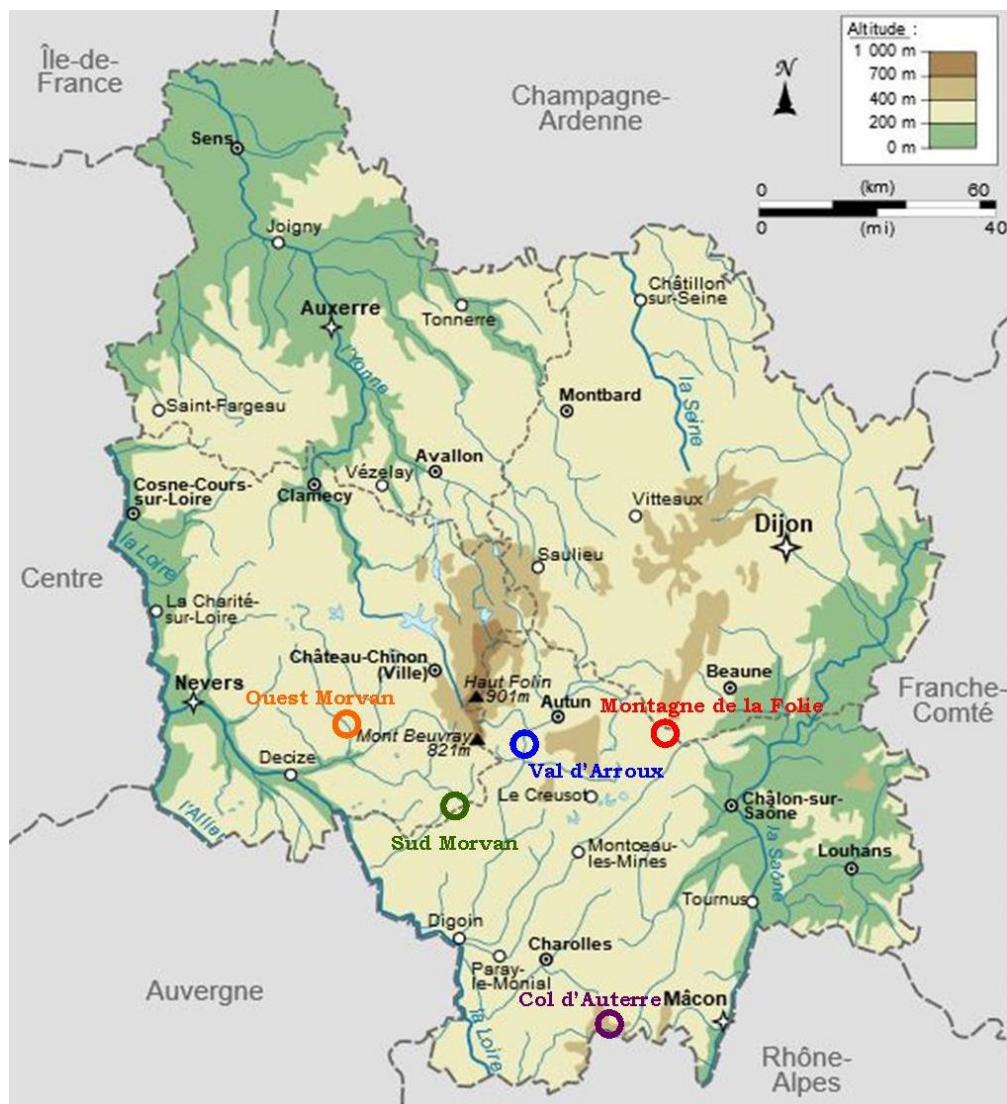 Altitude :
1 000 m
700 m
400 m
200 m
0 m
N
0 (km) 60
0 (mi) 40
Île-de-
France
Champagne-
Ardenne
Sens
Joigny
Auxerre
Tonnerre
Châtillon
sur-Seine
l'Yonne
la Seine
Saint-Fargeau
Montbard
Avallon
Vézelay
Clamecy
Cosne-Cours-
sur-Loire
la Loire
Vitteaux
Dijon
Saulieu
Centre
La Charité-
sur-Loire
Château-Chinon
(Ville)
Haut Folin
901m
Beaune
Nevers
Ouest Morvan
Autun
Montagne de la Folie
Franche-
Comté
Mont Beuvray
821m
Decize
Val d'Arroux
Le Creusot
l'Allier
Sud Morvan
Châlon-sur-
Saône
la Saône
Montceau-
les-Mines
Louhans
Tournus
Digoin
Charolles
Paray-
le-Monial
Auvergne
Col d'Auterre
Mâcon
la Loire
Rhône-
Alpes